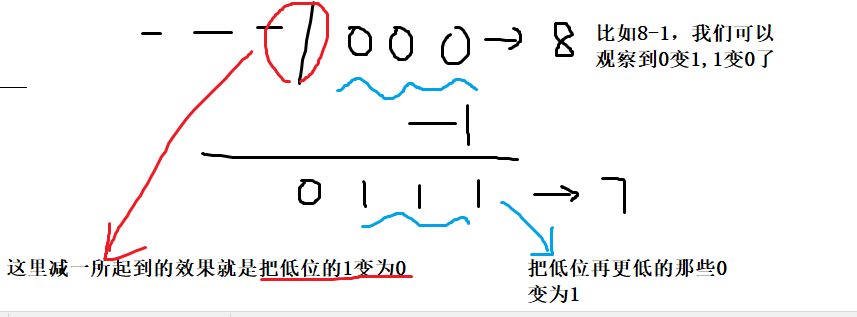 - - - 1 0 0 0 → 8
比如8-1，我们可以
观察到0变1,1变0了
-1
0 1 1 1 → 7
这里减一所起到的效果就是把低位的1变为0
把低位再更低的那些0
变为1